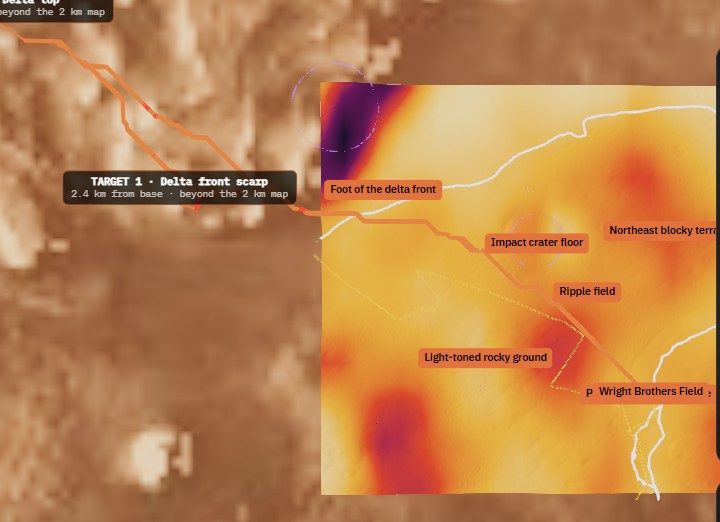 Delta top
beyond the 2 km map
TARGET 1 · Delta front scarp
2.4 km from base · beyond the 2 km map
Foot of the delta front
Impact crater floor
Northeast blocky terra
Ripple field
Light-toned rocky ground
P
Wright Brothers Field